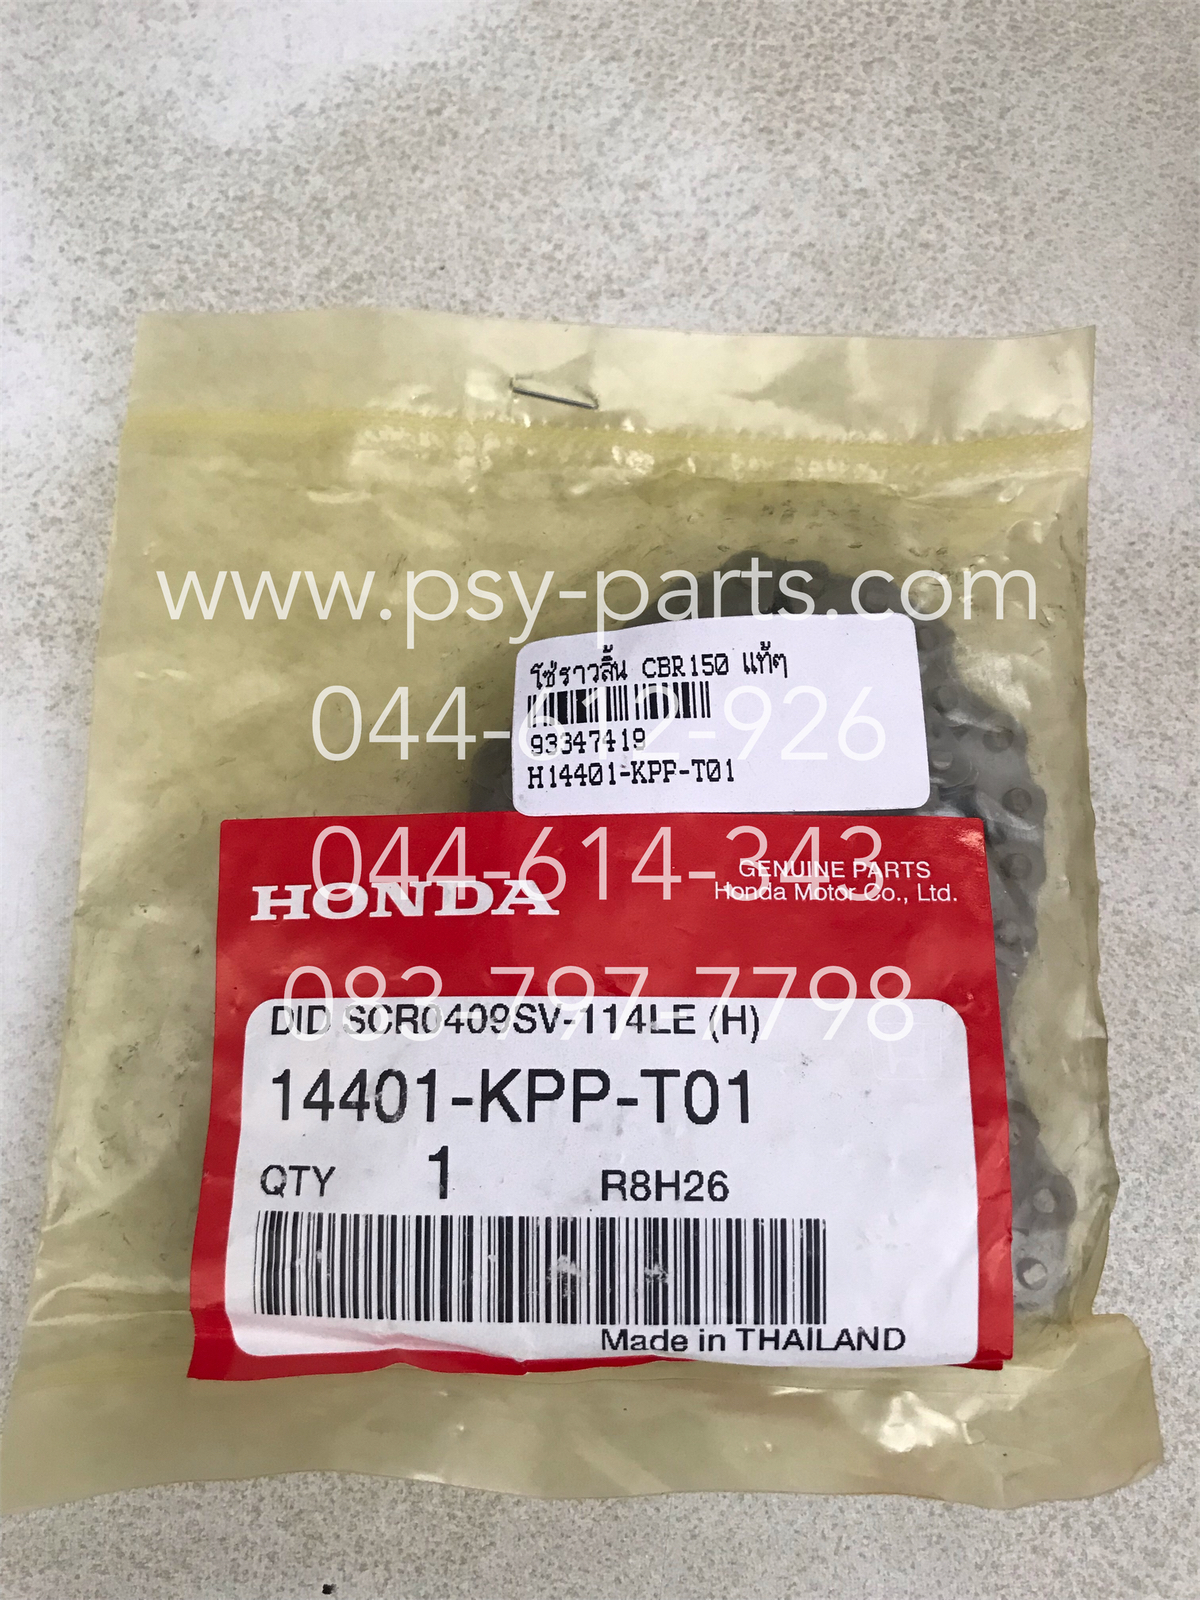 www.psy-parts.com
โซ่ราวลิ้น CBR150 แท้ๆ
044-612-926
93347419
H14401-KPP-T01
044-614-343
HONDA
GENUINE PARTS
Honda Motor Co., Ltd.
083-797-7798
DID SCR0409SV-114LE (H)
14401-KPP-T01
QTY 1 R8H26
Made in THAILAND